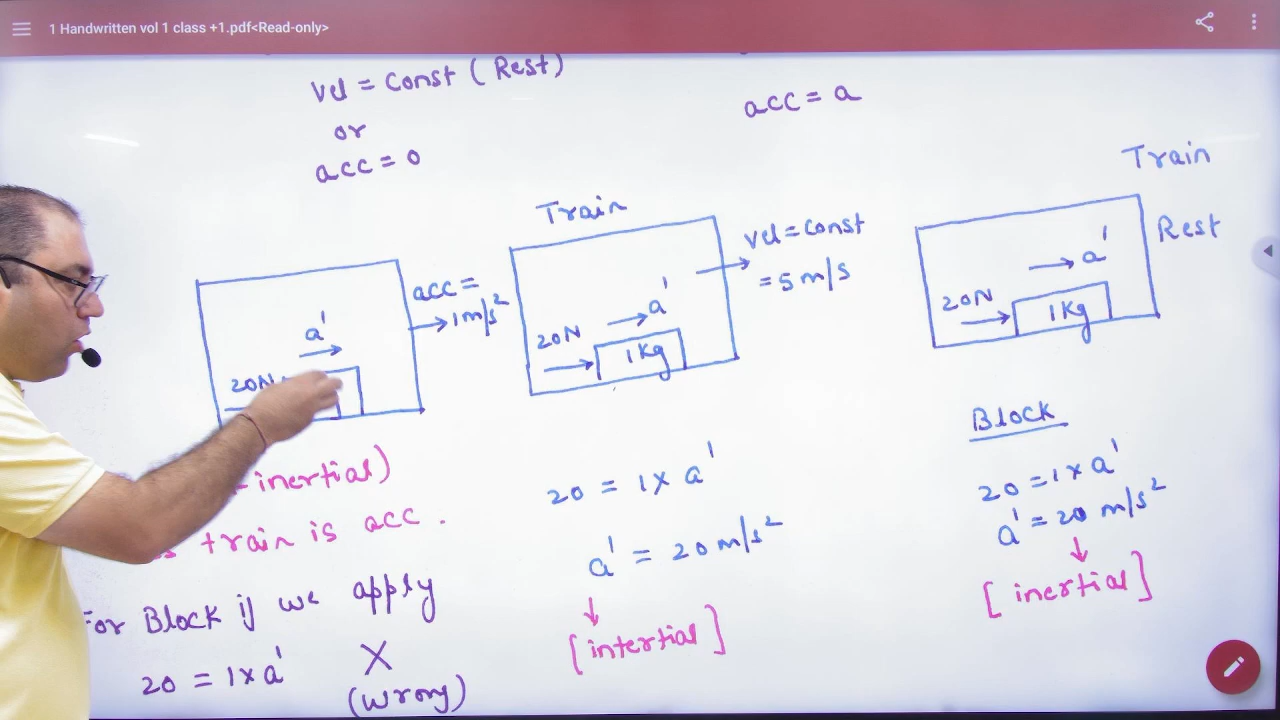 1 Handwritten vol 1 class +1.pdf<Read-only>
Vel = Const ( Rest)
or
acc = 0
acc = a
Train
acc =
1m/s²
a'
20N
Train
vel = const
= 5 m/s
a'
20N
1Kg
Train
Rest
a'
20N
1Kg
-inertial)
train is acc.
For Block if we apply
20 = 1×a'
X
(wrong)
20 = 1× a'
a' = 20 m/s²
↓
[intertial]
Block
20 = 1×a'
a' = 20 m/s²
↓
[ inertial]